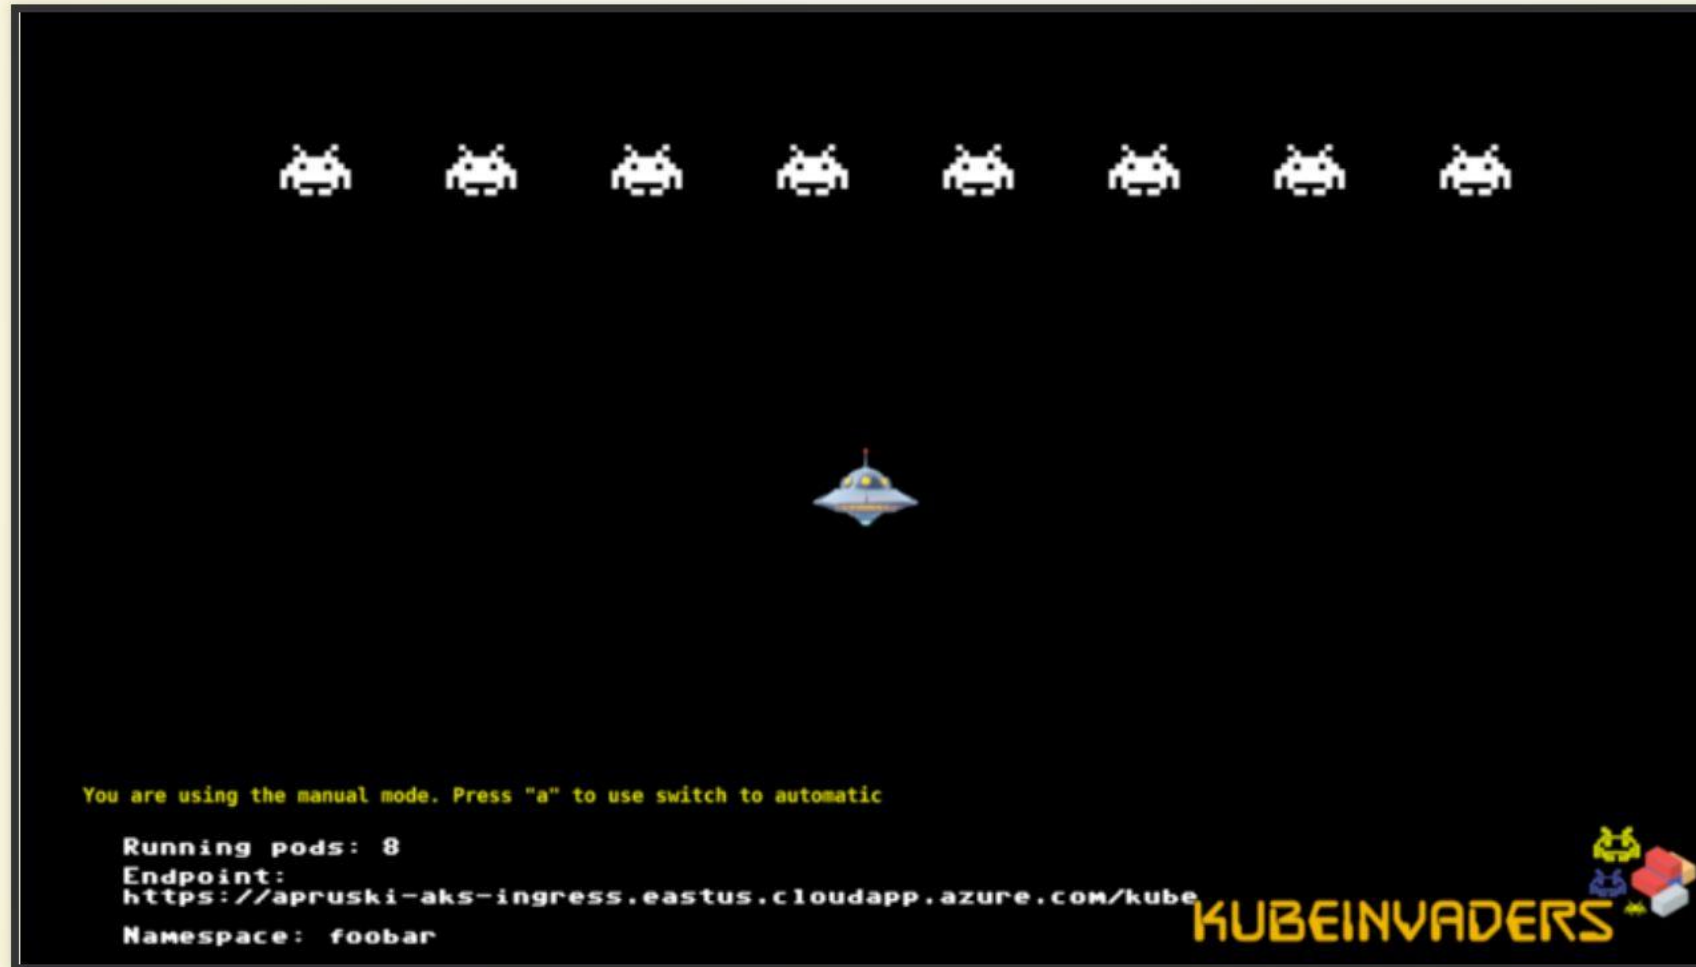 You are using the manual mode. Press "a" to use switch to automatic
Running pods: 8
Endpoint:
https://apruski-aks-ingress.eastus.cloudapp.azure.com/kube
Namespace: foobar
KUBEINVADERS